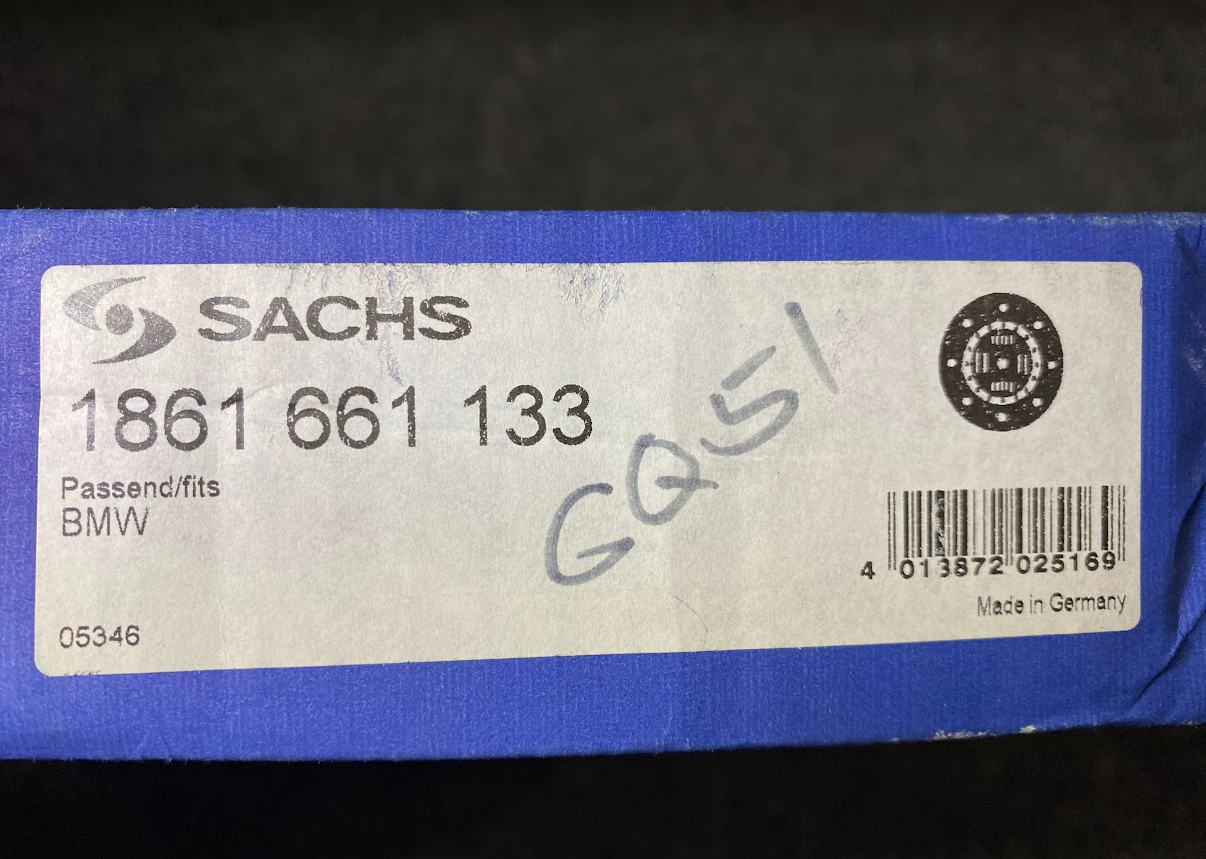 SACHS
1861 661 133
Passend/fits
BMW
GQ51
4 013872 025169
Made in Germany
05346